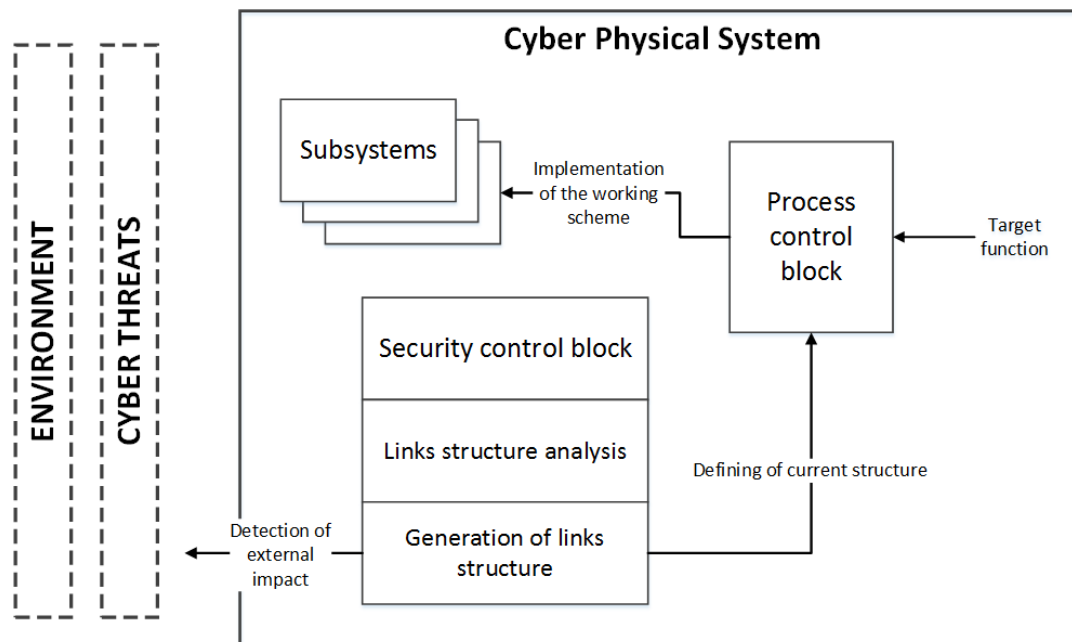 ENVIRONMENT
CYBER THREATS
Cyber Physical System
Subsystems
Implementation
of the working
scheme
Process
control
block
Target
function
Security control block
Links structure analysis
Defining of current structure
Generation of links
structure
Detection of
external
impact